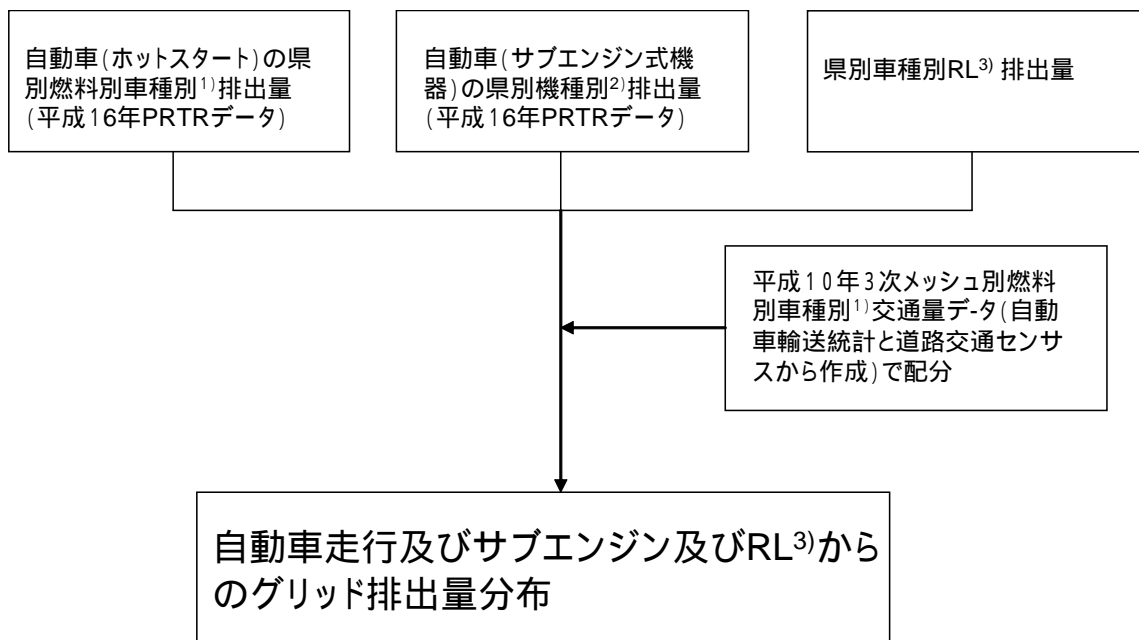 自動車(ホットスタート)の県
別燃料別車種別1)排出量
(平成16年PRTRデータ)
自動車(サブエンジン式機
器)の県別機種別2)排出量
(平成16年PRTRデータ)
県別車種別RL3) 排出量
平成10年3次メッシュ別燃料
別車種別1)交通量デ-タ(自動
車輸送統計と道路交通センサ
スから作成)で配分
自動車走行及びサブエンジン及びRL3)から
のグリッド排出量分布